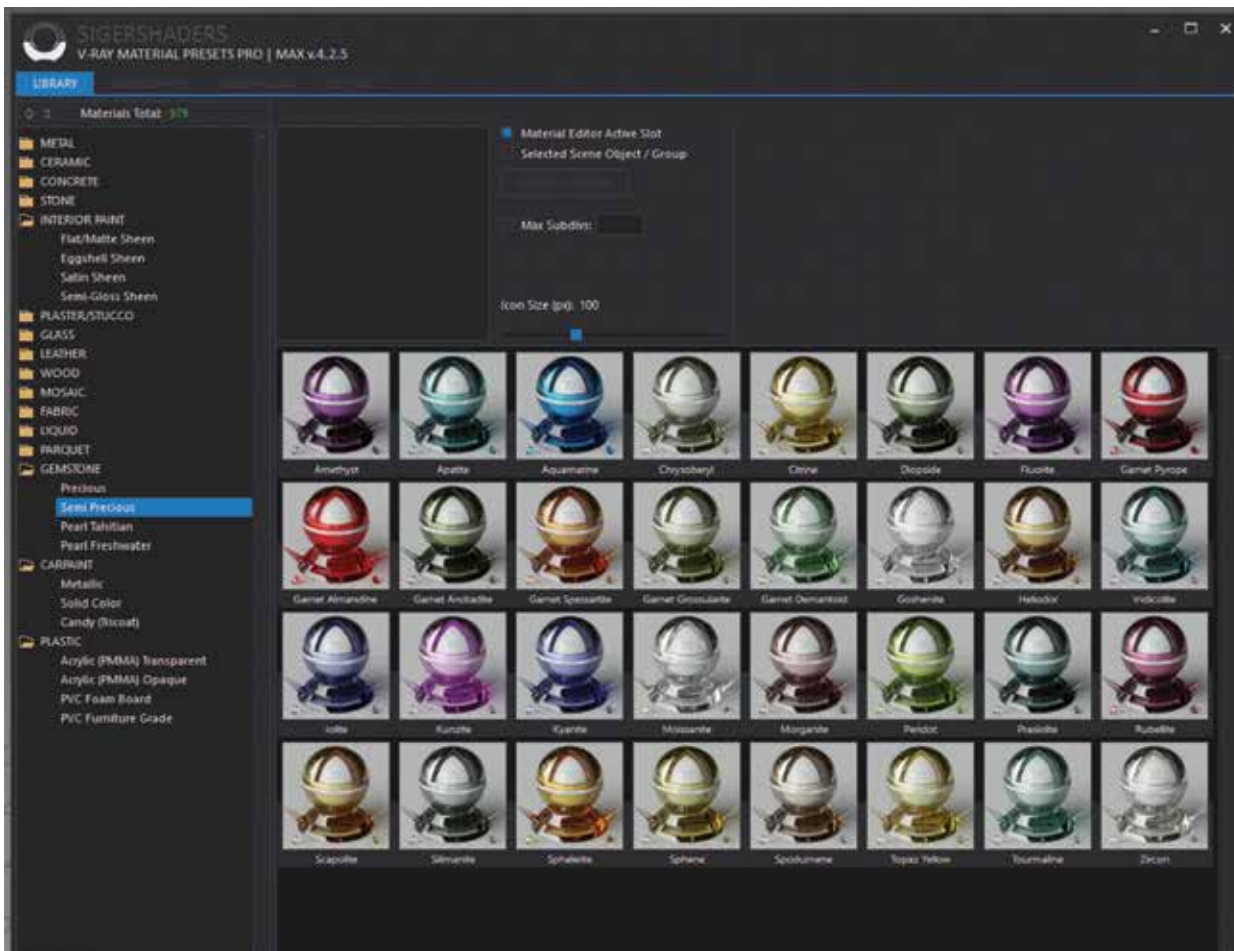 SIGERSHADERS
V-RAY MATERIAL PRESETS PRO | MAX v.4.2.5
LIBRARY
Materials Total: 979
METAL
CERAMIC
CONCRETE
STONE
INTERIOR PAINT
Flat/Matte Sheen
Eggshell Sheen
Satin Sheen
Semi-Gloss Sheen
PLASTER/STUCCO
GLASS
LEATHER
WOOD
MOSAIC
FABRIC
LIQUID
PARQUET
GEMSTONE
Precious
Semi Precious
Pearl Tahitian
Pearl Freshwater
CARPAINT
Metallic
Solid Color
Candy (Tricoat)
PLASTIC
Acrylic (PMMA) Transparent
Acrylic (PMMA) Opaque
PVC Foam Board
PVC Furniture Grade
Material Editor Active Slot
Selected Scene Object / Group
Max Subdivs:
Icon Size (px): 100
Amethyst Apatite Aquamarine Chrysoberyl Citrine Diopside Fluorite Garnet Pyrope
Garnet Almandine Garnet Andradite Garnet Spessartite Garnet Grossularite Garnet Demantoid Goshenite Heliodor Indicolite
Iolite Kunzite Kyanite Moissanite Morganite Peridot Prasiolite Rubellite
Scapolite Silimanite Sphalerite Sphene Spodumene Topaz Yellow Tourmaline Zircon